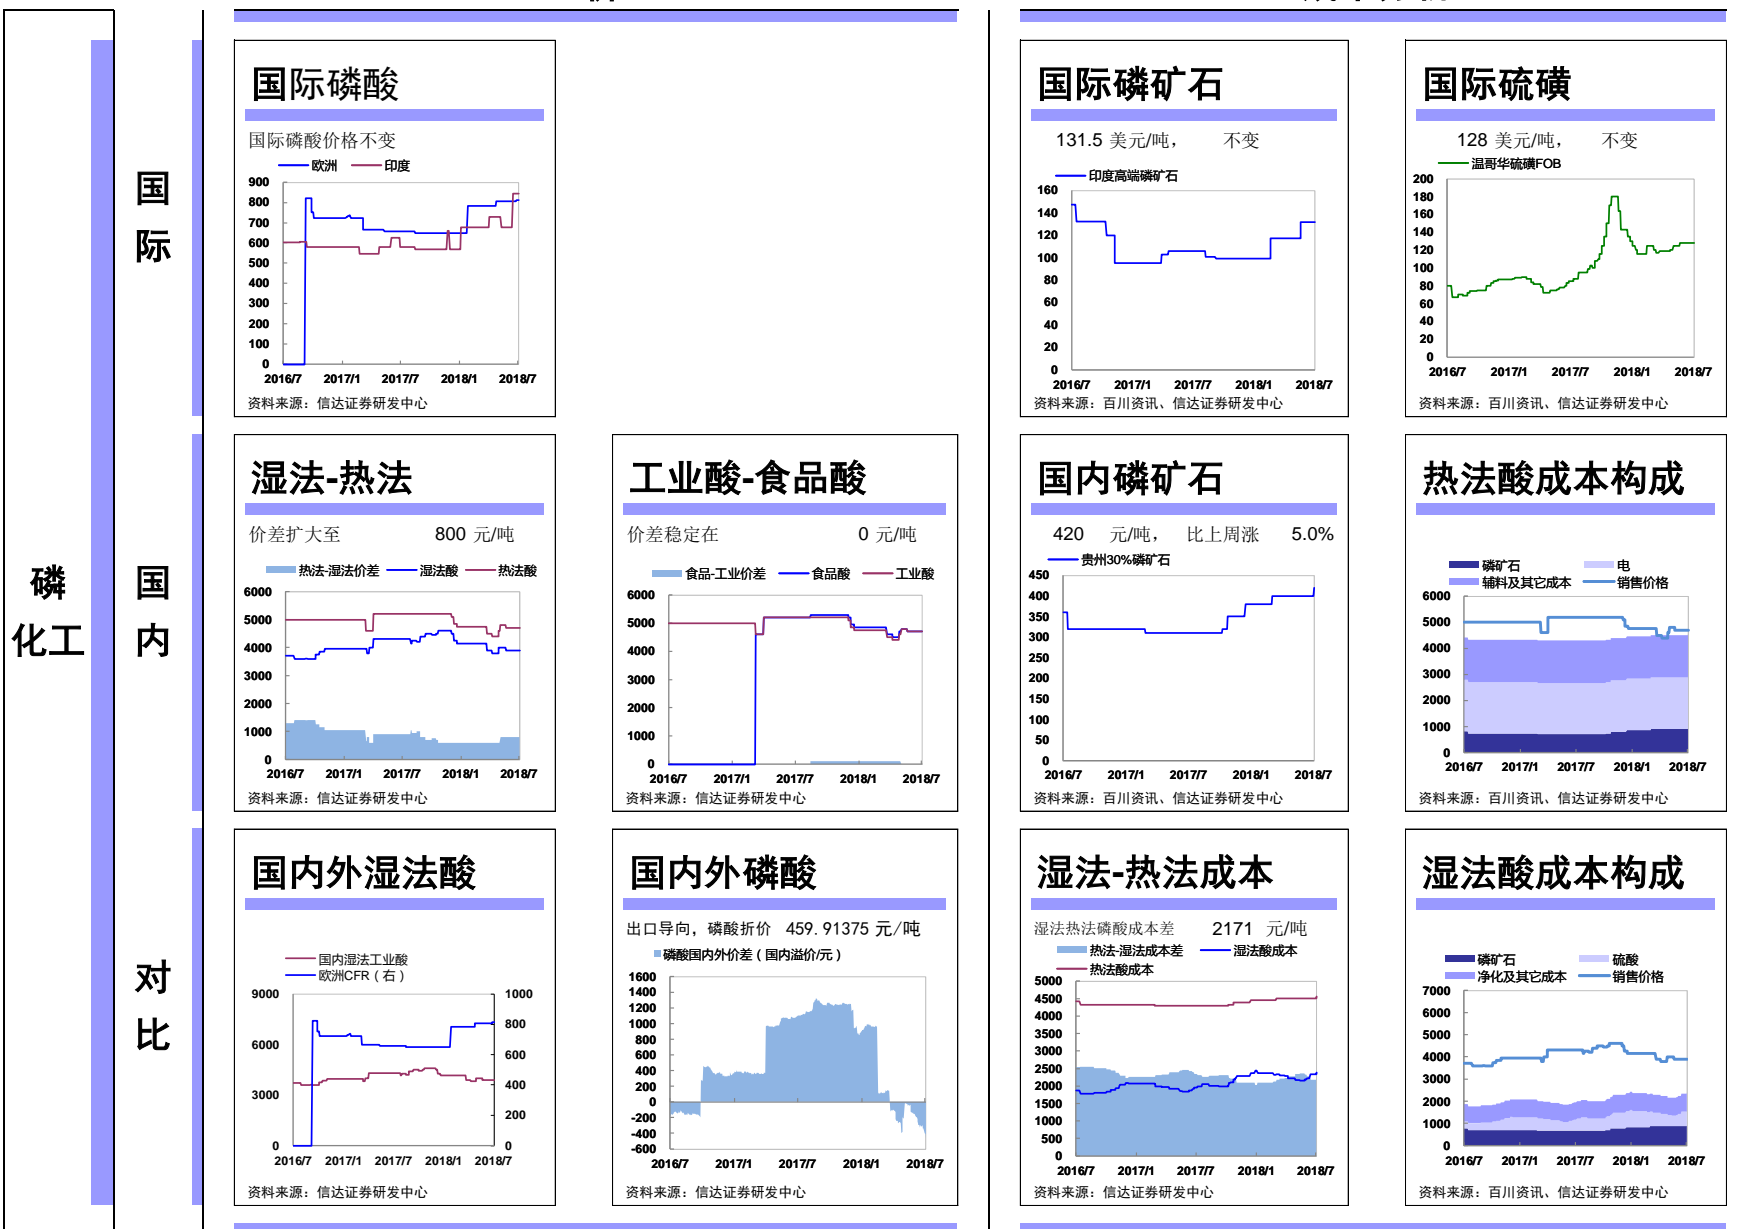 磷
化工
国
际
国
内
对
比
国际磷酸
国际磷酸价格不变
欧洲 印度
900
800
700
600
500
400
300
200
100
0
2016/7 2017/1 2017/7 2018/1 2018/7
资料来源：信达证券研发中心
国际磷矿石
131.5 美元/吨， 不变
印度高端磷矿石
160
140
120
100
80
60
40
20
0
2016/7 2017/1 2017/7 2018/1 2018/7
资料来源：百川资讯、信达证券研发中心
国际硫磺
128 美元/吨， 不变
温哥华硫磺FOB
200
180
160
140
120
100
80
60
40
20
0
2016/7 2017/1 2017/7 2018/1 2018/7
资料来源：百川资讯、信达证券研发中心
湿法-热法
价差扩大至 800 元/吨
热法-湿法价差 湿法酸 热法酸
6000
5000
4000
3000
2000
1000
0
2016/7 2017/1 2017/7 2018/1 2018/7
资料来源：信达证券研发中心
工业酸-食品酸
价差稳定在 0 元/吨
食品-工业价差 食品酸 工业酸
6000
5000
4000
3000
2000
1000
0
2016/7 2017/1 2017/7 2018/1 2018/7
资料来源：信达证券研发中心
国内磷矿石
420 元/吨， 比上周涨 5.0%
贵州30%磷矿石
450
400
350
300
250
200
150
100
50
0
2016/7 2017/1 2017/7 2018/1 2018/7
资料来源：百川资讯、信达证券研发中心
热法酸成本构成
磷矿石 电
辅料及其它成本 销售价格
6000
5000
4000
3000
2000
1000
0
2016/7 2017/1 2017/7 2018/1 2018/7
资料来源：百川资讯、信达证券研发中心
国内外湿法酸
国内湿法工业酸
欧洲CFR（右）
9000 1000
800
6000
600
400
3000
200
0 0
2016/7 2017/1 2017/7 2018/1 2018/7
资料来源：信达证券研发中心
国内外磷酸
出口导向，磷酸折价 459.91375 元/吨
磷酸国内外价差（国内溢价/元）
1600
1400
1200
1000
800
600
400
200
0
-200
-400
-600
2016/7 2017/1 2017/7 2018/1 2018/7
资料来源：信达证券研发中心
湿法-热法成本
湿法热法磷酸成本差 2171 元/吨
热法-湿法成本差 湿法酸成本
热法酸成本
5000
4500
4000
3500
3000
2500
2000
1500
1000
500
0
2016/7 2017/1 2017/7 2018/1 2018/7
资料来源：百川资讯、信达证券研发中心
湿法酸成本构成
磷矿石 硫酸
净化及其它成本 销售价格
7000
6000
5000
4000
3000
2000
1000
0
2016/7 2017/1 2017/7 2018/1 2018/7
资料来源：百川资讯、信达证券研发中心